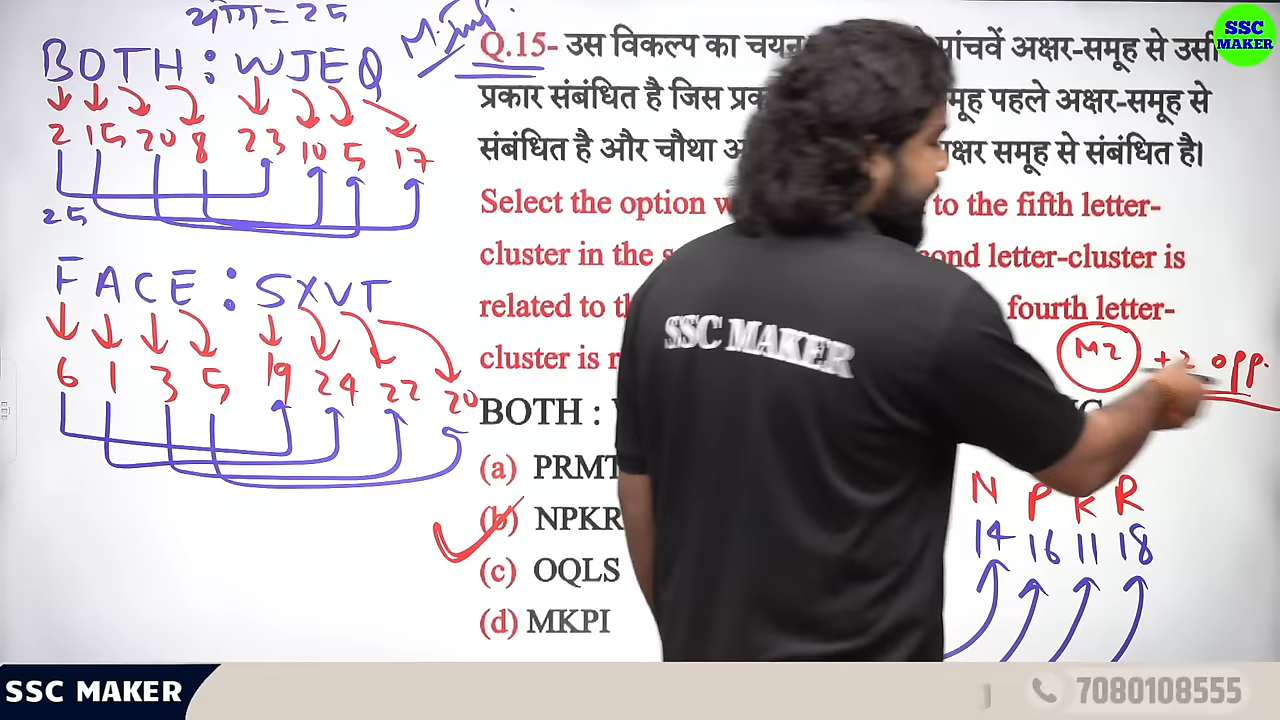 योग = 25
BOTH : WJEQ
2 15 20 8 23 10 5 17
25
FACE : SXVT
6 1 3 5 19 24 22 20
M. Imp.
SSC
MAKER
Q.15- उस विकल्प का चयन पांचवें अक्षर-समूह से उसी
प्रकार संबंधित है जिस समूह पहले अक्षर-समूह से
संबंधित है और चौथा अक्षर समूह से संबंधित है।
Select the option to the fifth letter-
cluster in the letter-cluster is
related to fourth letter-
cluster is
M2 +2 opp.
BOTH :
(a) PRMT
(b) NPKR
(c) OQLS
(d) MKPI
N P K R
14 16 11 18
SSC MAKER
SSC MAKER
7080108555